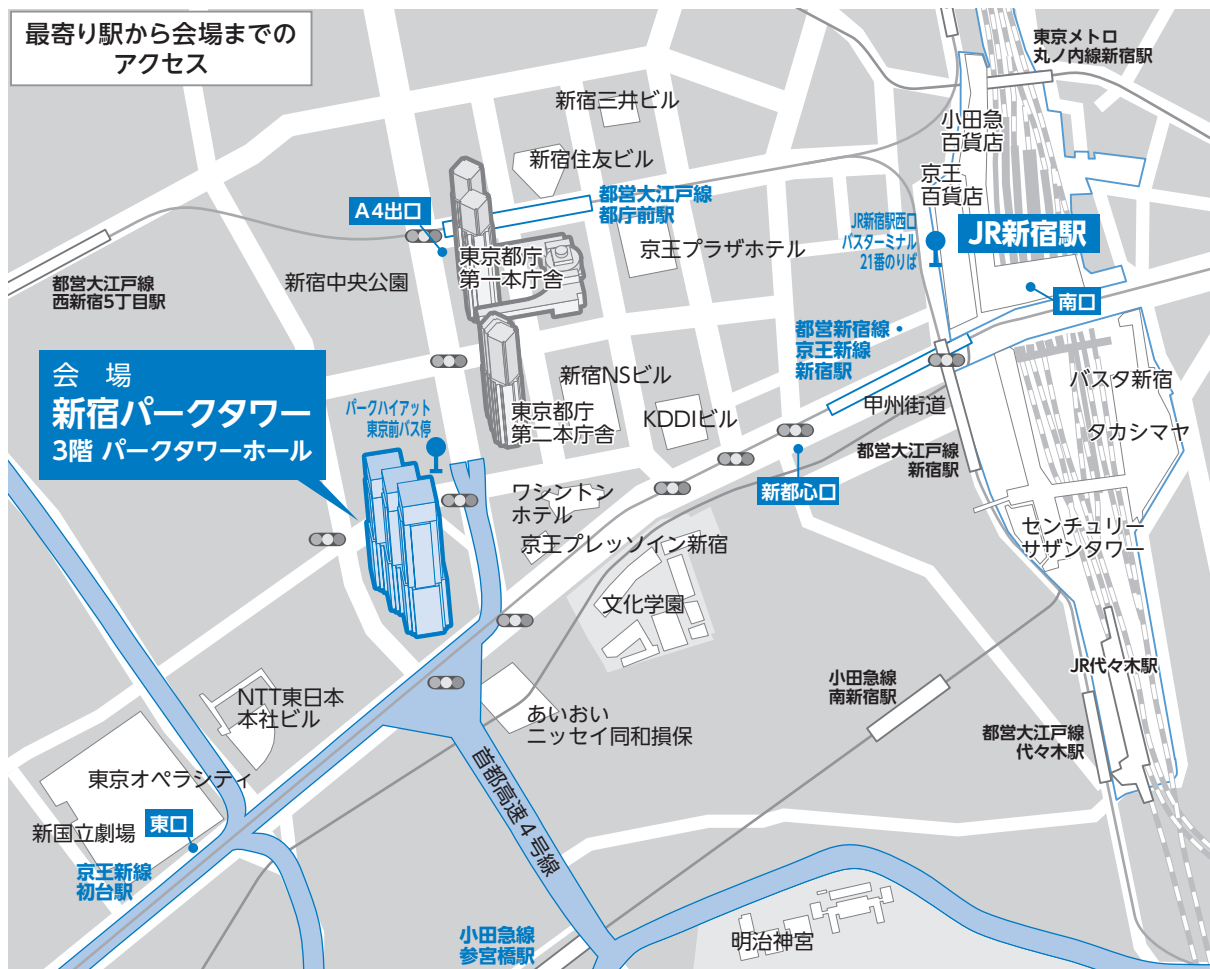 最寄り駅から会場までの
アクセス
東京メトロ
丸ノ内線新宿駅
新宿三井ビル
小田急
百貨店
新宿住友ビル
京王
百貨店
都営大江戸線
都庁前駅
A4出口
JR新宿駅西口
バスターミナル
21番のりば
JR新宿駅
京王プラザホテル
東京都庁
第一本庁舎
新宿中央公園
都営大江戸線
西新宿5丁目駅
南口
都営新宿線・
京王新線
新宿駅
会 場
新宿パークタワー
3階 パークタワーホール
新宿NSビル
バスタ新宿
パークハイアット
東京前バス停
東京都庁
第二本庁舎
KDDIビル
甲州街道
タカシマヤ
都営大江戸線
新宿駅
新都心口
ワシントン
ホテル
センチュリー
サザンタワー
京王プレッソイン新宿
文化学園
JR代々木駅
小田急線
南新宿駅
NTT東日本
本社ビル
あいおい
ニッセイ同和損保
都営大江戸線
代々木駅
首都高速4号線
東京オペラシティ
新国立劇場
東口
京王新線
初台駅
小田急線
参宮橋駅
明治神宮